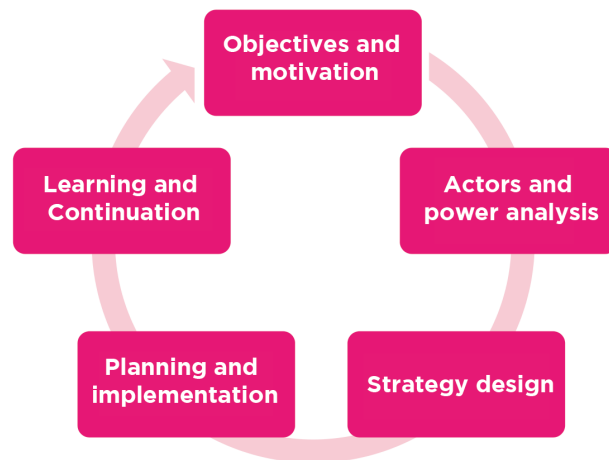 Objectives and
motivation
Actors and
power analysis
Strategy design
Planning and
implementation
Learning and
Continuation